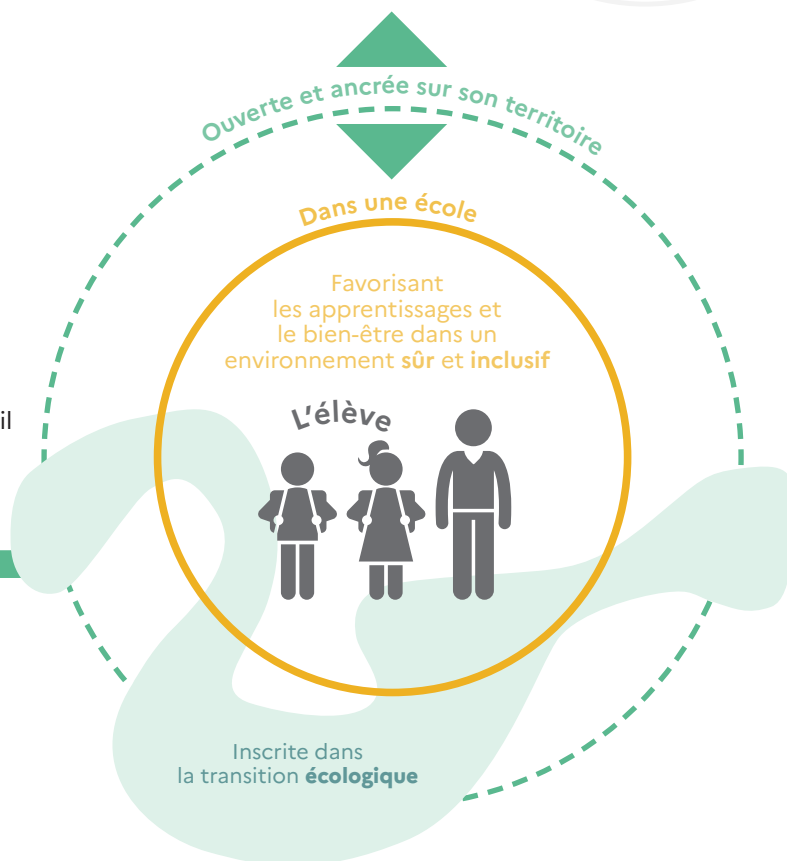 Ouverte et ancrée sur son territoire
Dans une école
Favorisant
les apprentissages et
le bien-être dans un
environnement sûr et inclusif
il
L'élève
Inscrite dans
la transition écologique